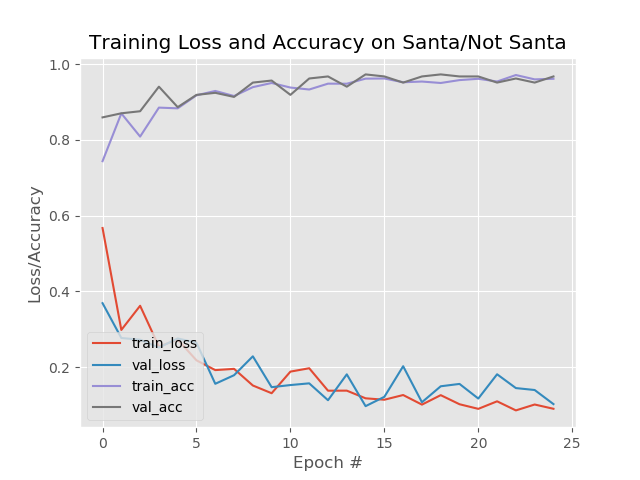 Training Loss and Accuracy on Santa/Not Santa
1.0
0.8
0.6
0.4
0.2
Loss/Accuracy
train_loss
val_loss
train_acc
val_acc
0 5 10 15 20 25
Epoch #